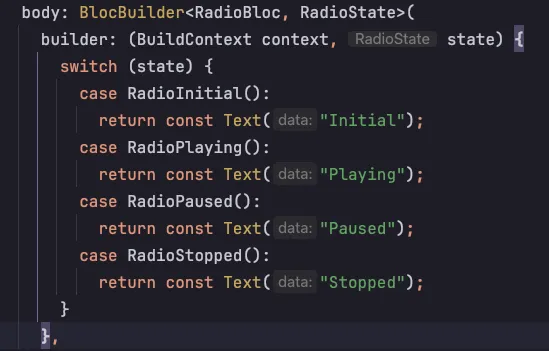 body: BlocBuilder<RadioBloc, RadioState>(
builder: (BuildContext context, RadioState state) {
switch (state) {
case RadioInitial():
return const Text( data: "Initial");
case RadioPlaying():
return const Text( data: "Playing");
case RadioPaused():
return const Text( data: "Paused");
case RadioStopped():
return const Text( data: "Stopped");
}
},